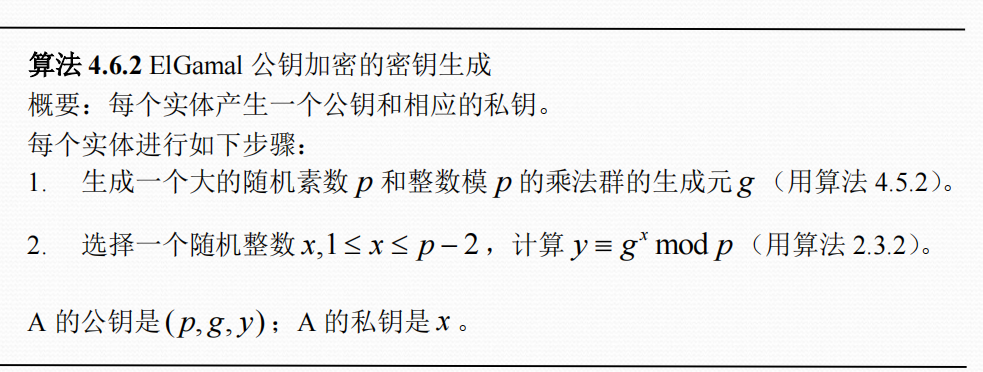 算法 4.6.2 ElGamal 公钥加密的密钥生成
概要：每个实体产生一个公钥和相应的私钥。
每个实体进行如下步骤：
1. 生成一个大的随机素数 p 和整数模 p 的乘法群的生成元 g （用算法 4.5.2）。
2. 选择一个随机整数 x,1 ≤ x ≤ p − 2，计算 y ≡ gˣ mod p （用算法 2.3.2）。
A 的公钥是 (p, g, y)；A 的私钥是 x 。